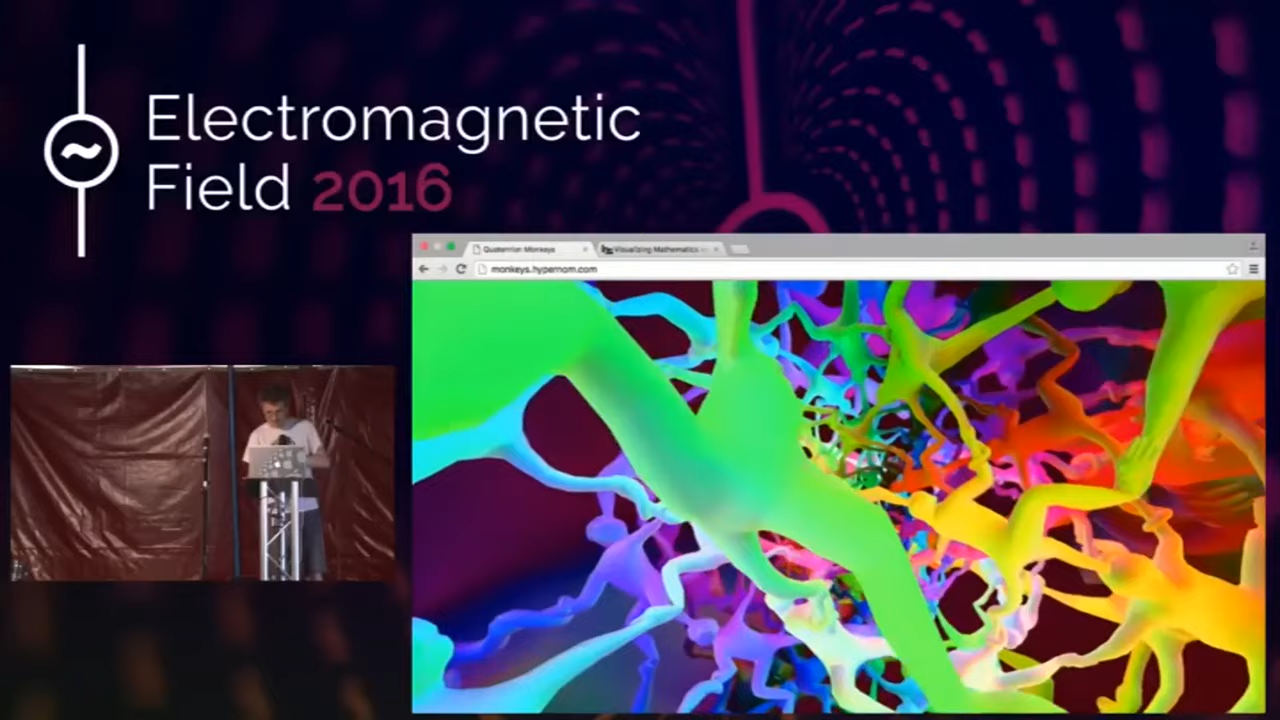 Electromagnetic
Field 2016
Quaternion Monkeys
Visualizing Mathematics
monkeys.hypernom.com